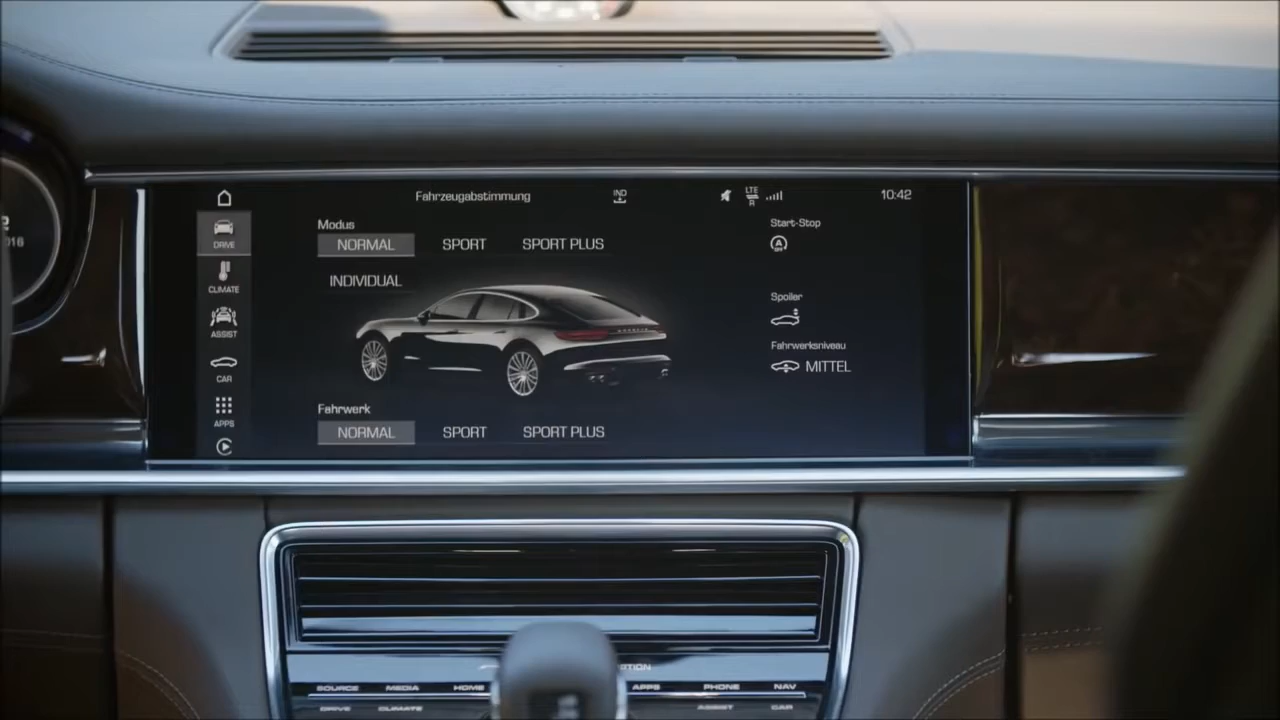 Fahrzeugabstimmung
IND
LTE
R
10:42
DRIVE
CLIMATE
ASSIST
CAR
APPS
Modus
NORMAL SPORT SPORT PLUS
INDIVIDUAL
Start-Stop
Spoiler
Fahrwerksniveau
MITTEL
Fahrwerk
NORMAL SPORT SPORT PLUS
SOURCE MEDIA HOME APPS PHONE NAV
DRIVE CLIMATE ASSIST CAR